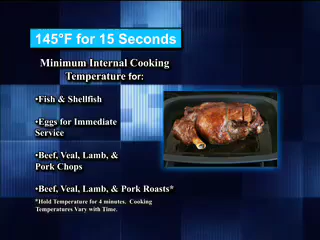 145°F for 15 Seconds
Minimum Internal Cooking
Temperature for:
•Fish & Shellfish
•Eggs for Immediate
Service
•Beef, Veal, Lamb, &
Pork Chops
•Beef, Veal, Lamb, & Pork Roasts*
*Hold Temperature for 4 minutes. Cooking
Temperatures Vary with Time.